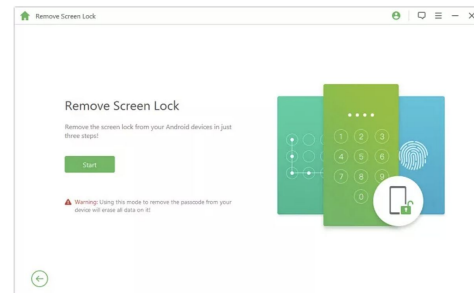 Remove Screen Lock
Remove Screen Lock
Remove the screen lock from your Android devices in just
three steps!
Start
Warning: Using this mode to remove the passcode from your
device will erase all data on it!
1 2 3
4 5 6
7 8 9
0